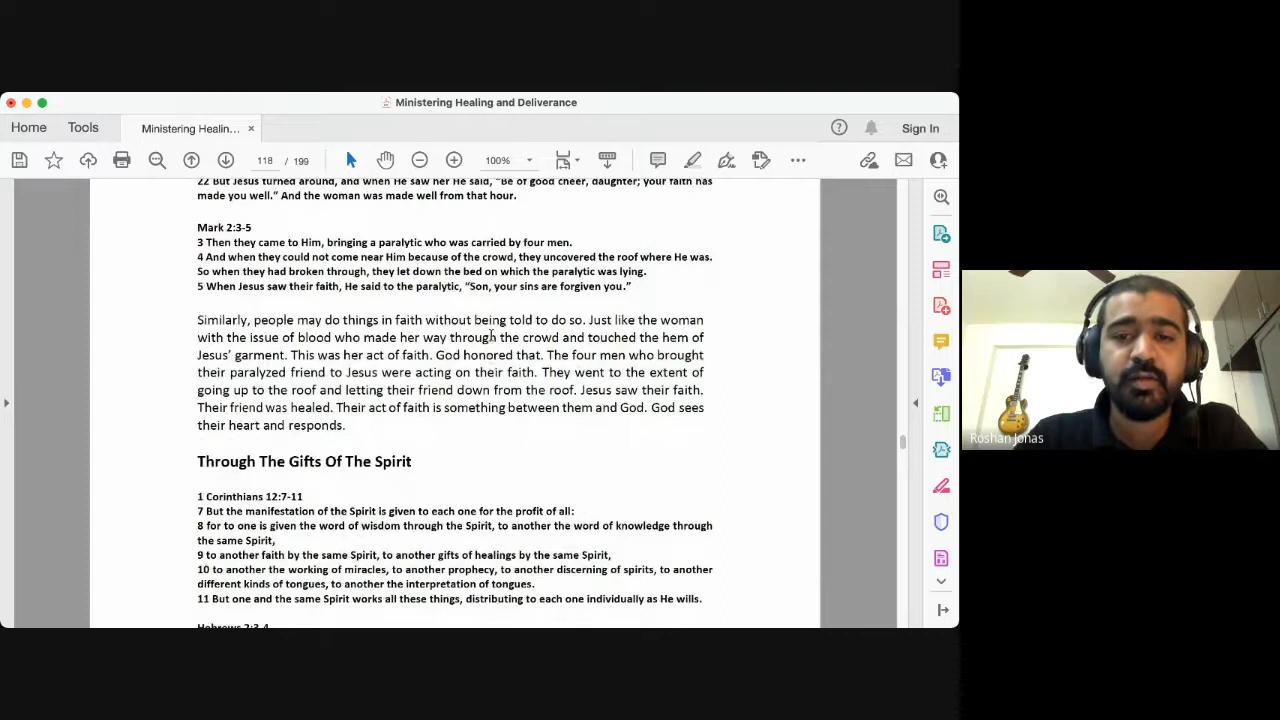 Ministering Healing and Deliverance
Home Tools Ministering Healin... × Sign In
118 / 199 100%
22 But Jesus turned around, and when He saw her He said, “Be of good cheer, daughter; your faith has
made you well.” And the woman was made well from that hour.
Mark 2:3-5
3 Then they came to Him, bringing a paralytic who was carried by four men.
4 And when they could not come near Him because of the crowd, they uncovered the roof where He was.
So when they had broken through, they let down the bed on which the paralytic was lying.
5 When Jesus saw their faith, He said to the paralytic, “Son, your sins are forgiven you.”
Similarly, people may do things in faith without being told to do so. Just like the woman
with the issue of blood who made her way through the crowd and touched the hem of
Jesus’ garment. This was her act of faith. God honored that. The four men who brought
their paralyzed friend to Jesus were acting on their faith. They went to the extent of
going up to the roof and letting their friend down from the roof. Jesus saw their faith.
Their friend was healed. Their act of faith is something between them and God. God sees
their heart and responds.
Through The Gifts Of The Spirit
1 Corinthians 12:7-11
7 But the manifestation of the Spirit is given to each one for the profit of all:
8 for to one is given the word of wisdom through the Spirit, to another the word of knowledge through
the same Spirit,
9 to another faith by the same Spirit, to another gifts of healings by the same Spirit,
10 to another the working of miracles, to another prophecy, to another discerning of spirits, to another
different kinds of tongues, to another the interpretation of tongues.
11 But one and the same Spirit works all these things, distributing to each one individually as He wills.
Hebrews 2:3-4
Roshan Jonas